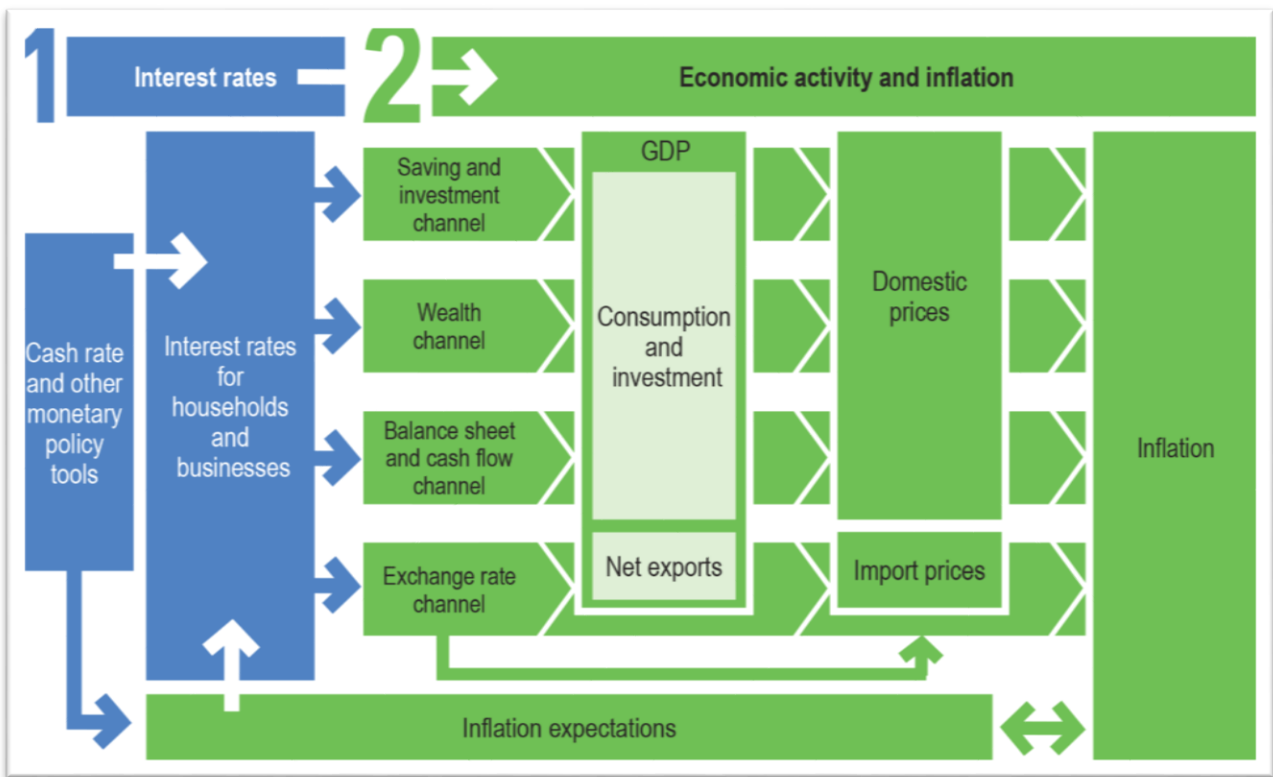 1
Interest rates
2
Economic activity and inflation
Cash rate
and other
monetary
policy
tools
Interest rates
for
households
and
businesses
Saving and
investment
channel
Wealth
channel
Balance sheet
and cash flow
channel
Exchange rate
channel
GDP
Consumption
and
investment
Net exports
Domestic
prices
Import prices
Inflation
Inflation expectations